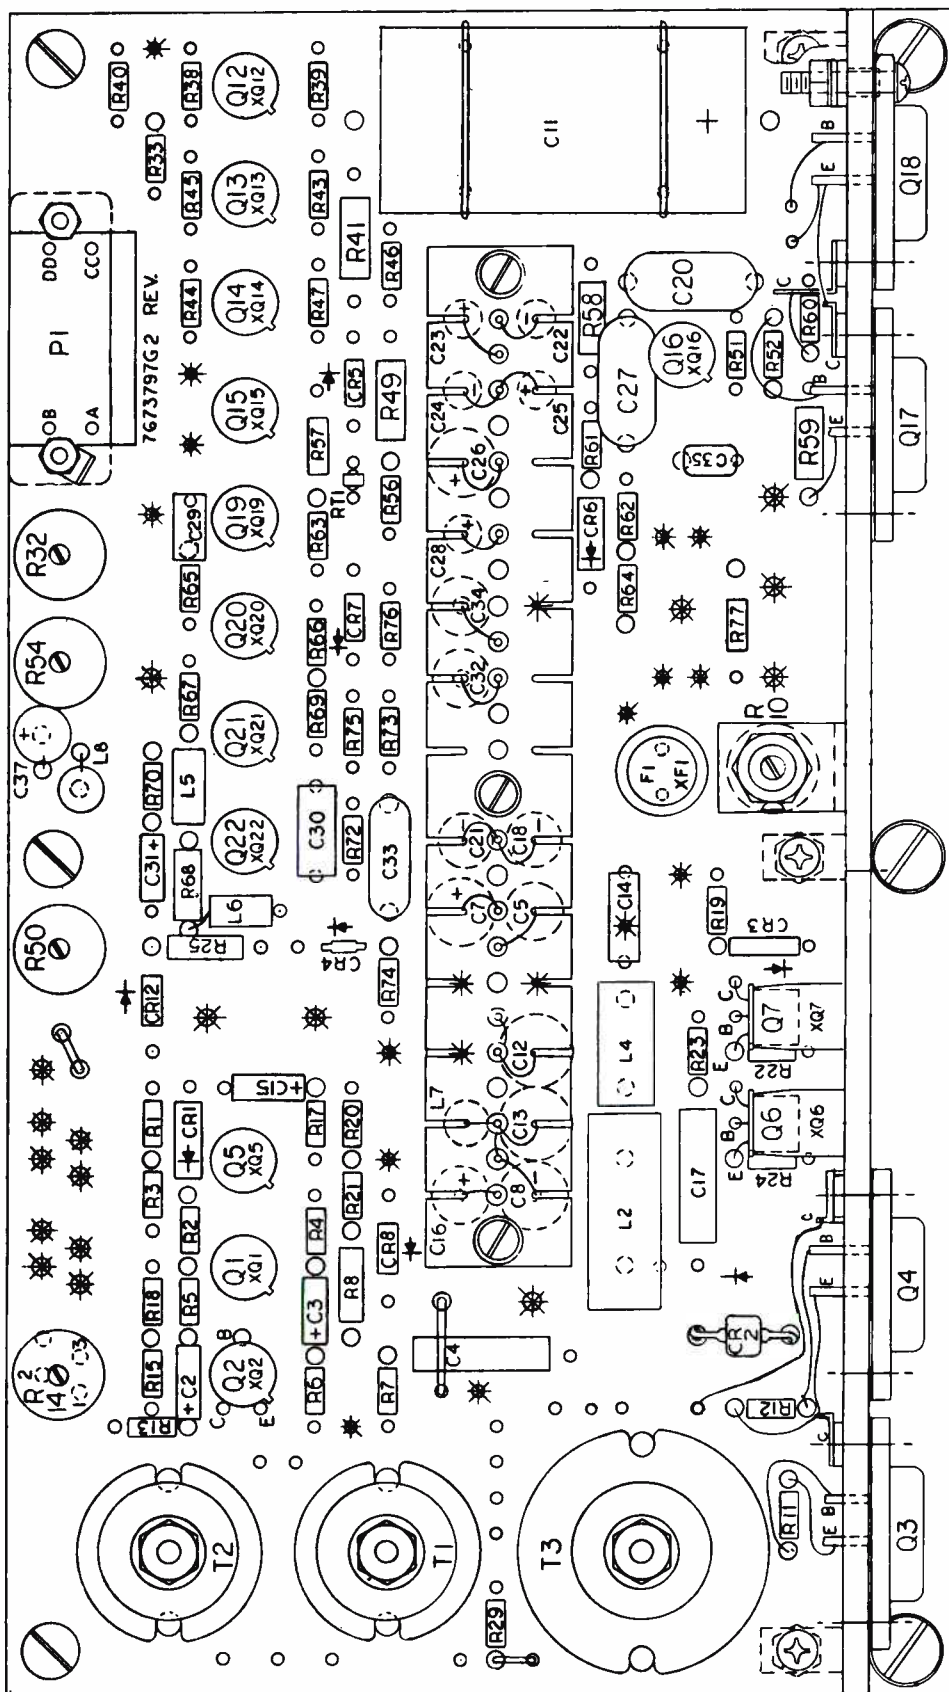 R40
R38
Q12
XQ12
R39
C11
+
B
E
Q18
R33
R45
Q13
XQ13
R43
R41
R46
P1
DD
CC
B
A
7673797G2 REV.
R44
Q14
XQ14
R47
C23
+
-
C22
R58
C20
C
R60
C
R51
R52
Q16
XQ16
C27
B
E
Q17
R59
Q15
XQ15
R57
CR5
R49
C24
-
+
C25
C26
+
R61
C35
R32
C29
Q19
XQ19
R63
RT1
R56
C28
+
CR6
R62
R54
R65
Q20
XQ20
R66
CR7
R76
C34
R64
R77
C37
+
L8
R67
Q21
XQ21
R69
R75
R73
C32
F1
XF1
R10
R70
L5
C31+
R68
Q22
XQ22
C30
R72
C33
C21
-
C18
-
R50
L6
R25
CR4
R74
C7
+
C5
C14
R19
CR3
CR12
C12
L4
R23
C
B
E
Q7
XQ7
R22
R1
CR1
+C15
R17
R20
L7
C13
C
B
E
Q6
XQ6
R24
R3
R2
Q5
XQ5
R4
R21
C16
+
C8
L2
C17
R18
R5
Q1
XQ1
+C3
R8
CR8
C
B
E
Q4
R14
2
3
1
R15
+C2
Q2
XQ2
B
C
E
R6
R7
C4
CR2
R13
R12
C
T2
T1
T3
R11
B
E
Q3
R29